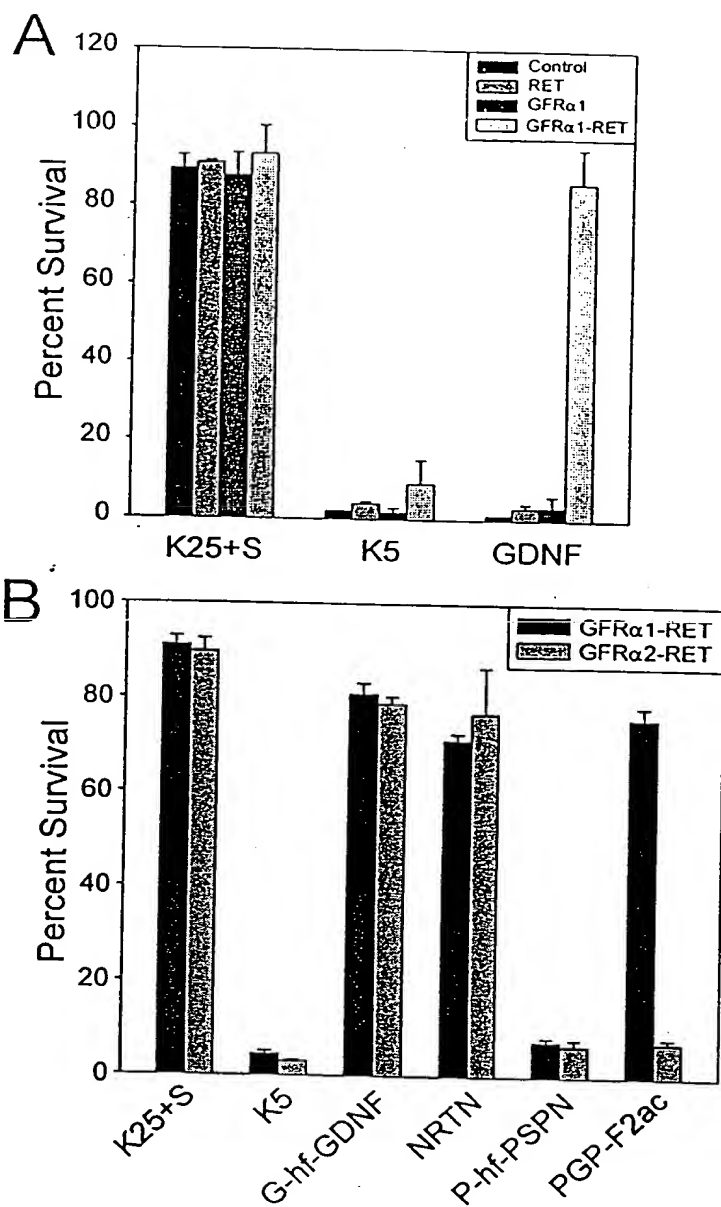 A
120
100
80
60
40
20
0
Percent Survival
Control
RET
GFRα1
GFRα1-RET
K25+S
K5
GDNF
B
100
80
60
40
20
0
Percent Survival
GFRα1-RET
GFRα2-RET
K25+S
K5
G-hf-GDNF
NRTN
P-hf-PSPN
PGP-F2ac